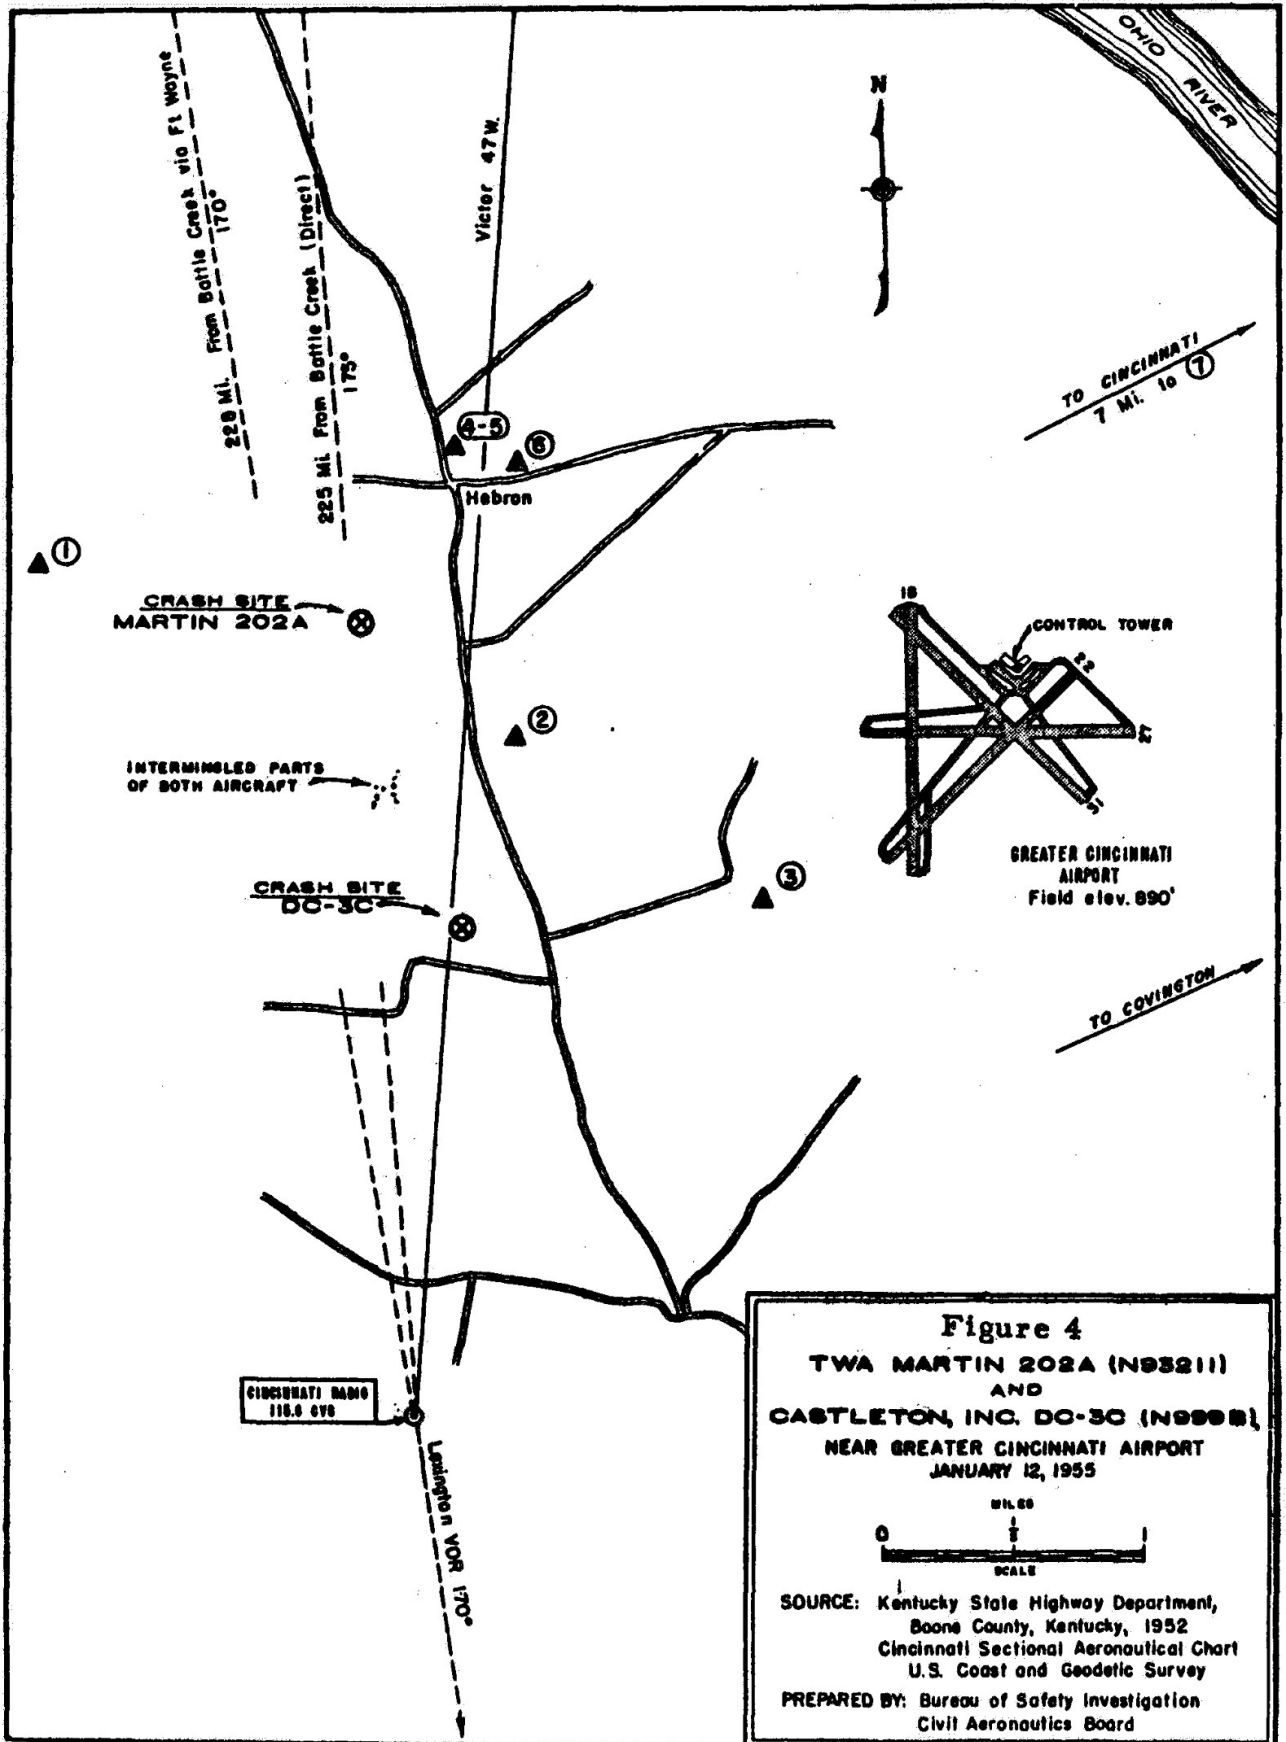 OHIO RIVER
N
228 Mi. From Battle Creek via Ft. Wayne
170°
225 Mi. From Battle Creek (Direct)
175°
Victor 47W.
TO CINCINNATI
7 Mi. to ⑦
4-5
6
Hebron
1
CRASH SITE
MARTIN 202A
18
CONTROL TOWER
22
27
31
2
INTERMINGLED PARTS
OF BOTH AIRCRAFT
GREATER CINCINNATI
AIRPORT
Field elev. 890'
3
CRASH SITE
DC-3C
TO COVINGTON
CINCINNATI RADIO
Lexington VOR 170°
Figure 4
TWA MARTIN 202A (N93211)
AND
CASTLETON, INC. DC-3C (N999B)
NEAR GREATER CINCINNATI AIRPORT
JANUARY 12, 1955
MILES
0
1
SCALE
SOURCE: Kentucky State Highway Department,
Boone County, Kentucky, 1952
Cincinnati Sectional Aeronautical Chart
U.S. Coast and Geodetic Survey
PREPARED BY: Bureau of Safety Investigation
Civil Aeronautics Board